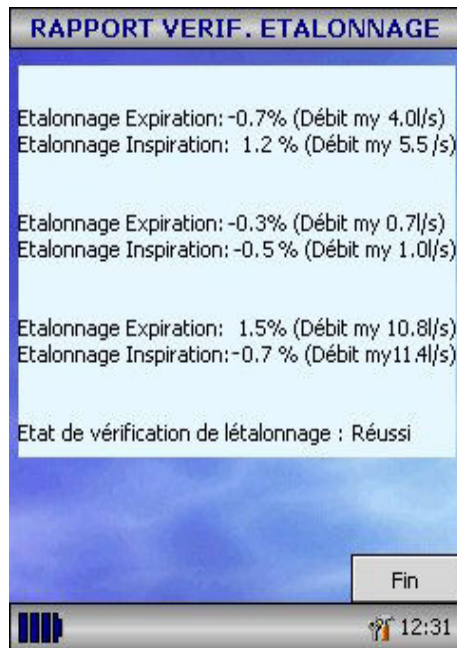 RAPPORT VERIF. ETALONNAGE
Etalonnage Expiration: -0.7% (Débit my 4.0l/s)
Etalonnage Inspiration: 1.2 % (Débit my 5.5 /s)
Etalonnage Expiration: -0.3% (Débit my 0.7l/s)
Etalonnage Inspiration: -0.5 % (Débit my 1.0l/s)
Etalonnage Expiration: 1.5% (Débit my 10.8l/s)
Etalonnage Inspiration:-0.7 % (Débit my11.4l/s)
Etat de vérification de létalonnage : Réussi
Fin
12:31